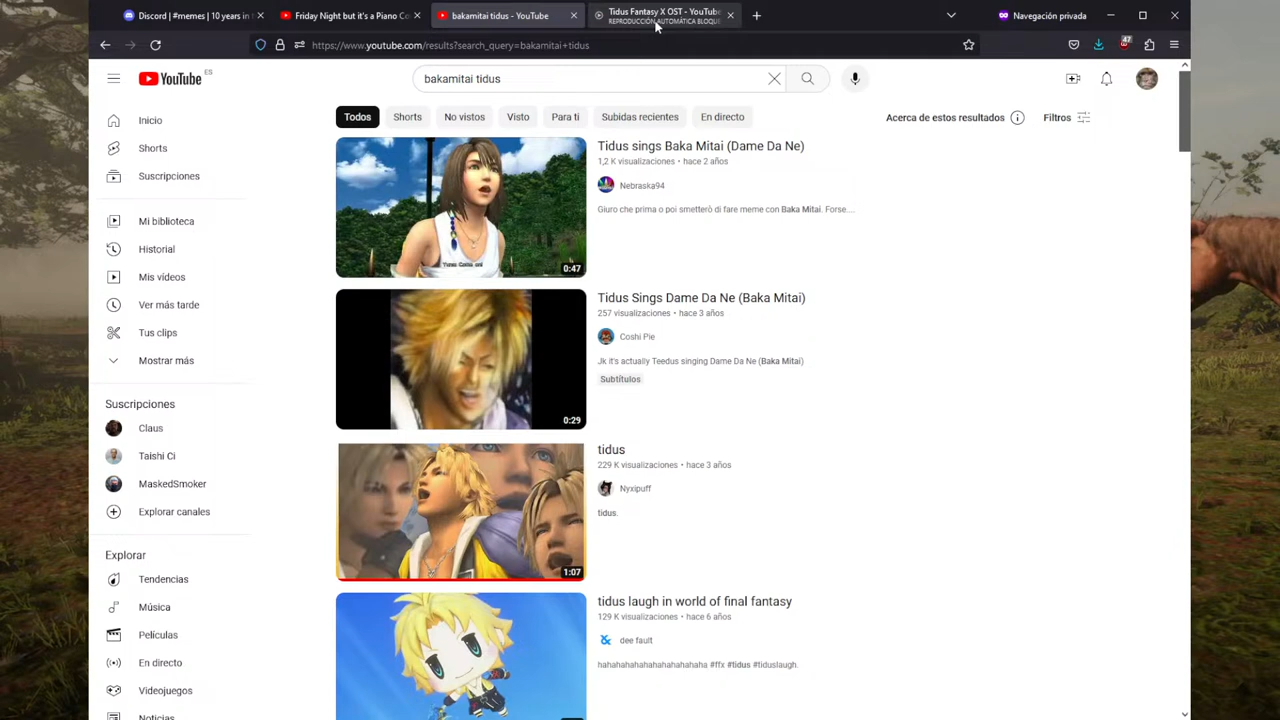 Discord | #memes | 10 years in t
Friday Night but it's a Piano Co
bakamitai tidus - YouTube
Tidus Fantasy X OST - YouTube
REPRODUCCIÓN AUTOMÁTICA BLOQUE
Navegación privada
https://www.youtube.com/results?search_query=bakamitai+tidus
47
YouTube ES
bakamitai tidus
Todos
Shorts
No vistos
Visto
Para ti
Subidas recientes
En directo
Acerca de estos resultados
Filtros
Inicio
Shorts
Suscripciones
Mi biblioteca
Historial
Mis vídeos
Ver más tarde
Tus clips
Mostrar más
Suscripciones
Claus
Taishi Ci
MaskedSmoker
Explorar canales
Explorar
Tendencias
Música
Películas
En directo
Videojuegos
Noticias
0:47
Tidus sings Baka Mitai (Dame Da Ne)
1,2 K visualizaciones • hace 2 años
Nebraska94
Giuro che prima o poi smetterò di fare meme con Baka Mitai. Forse....
0:29
Tidus Sings Dame Da Ne (Baka Mitai)
257 visualizaciones • hace 3 años
Coshi Pie
Jk it's actually Teedus singing Dame Da Ne (Baka Mitai)
Subtítulos
1:07
tidus
229 K visualizaciones • hace 3 años
Nyxipuff
tidus.
tidus laugh in world of final fantasy
129 K visualizaciones • hace 6 años
dee fault
hahahahahahahahahahaha #ffx #tidus #tiduslaugh.